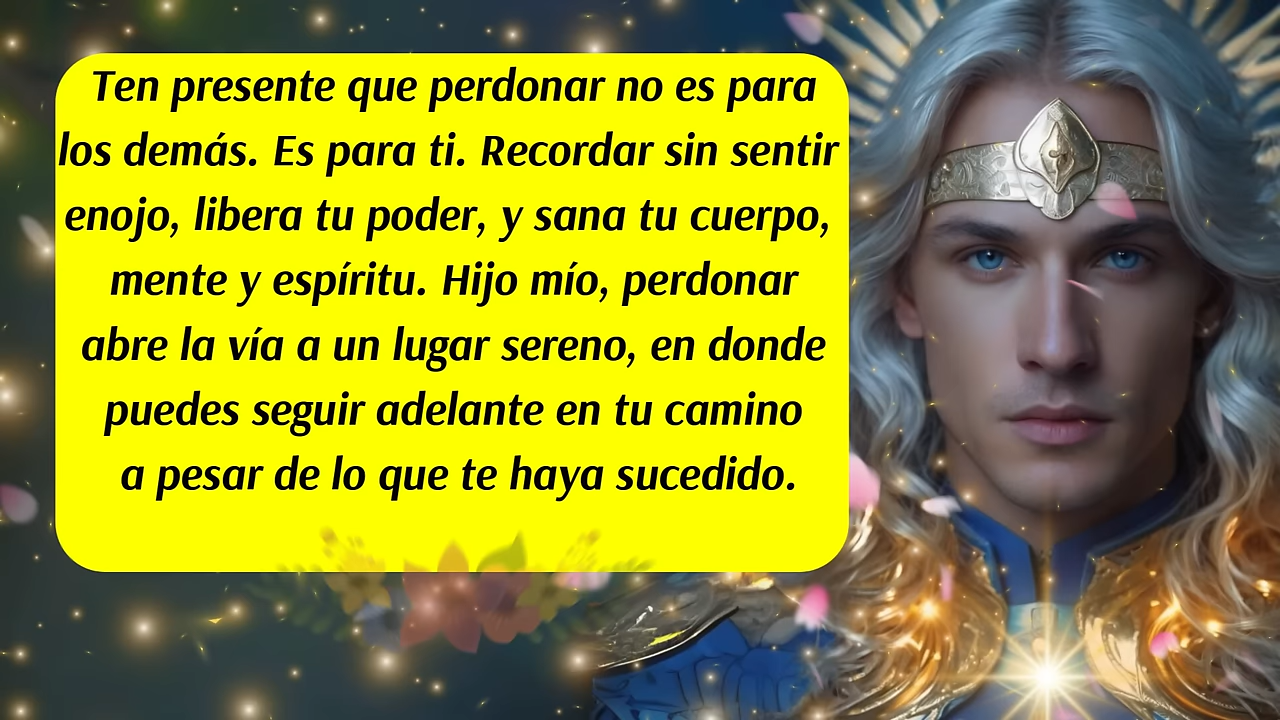 Ten presente que perdonar no es para
los demás. Es para ti. Recordar sin sentir
enojo, libera tu poder, y sana tu cuerpo,
mente y espíritu. Hijo mío, perdonar
abre la vía a un lugar sereno, en donde
puedes seguir adelante en tu camino
a pesar de lo que te haya sucedido.